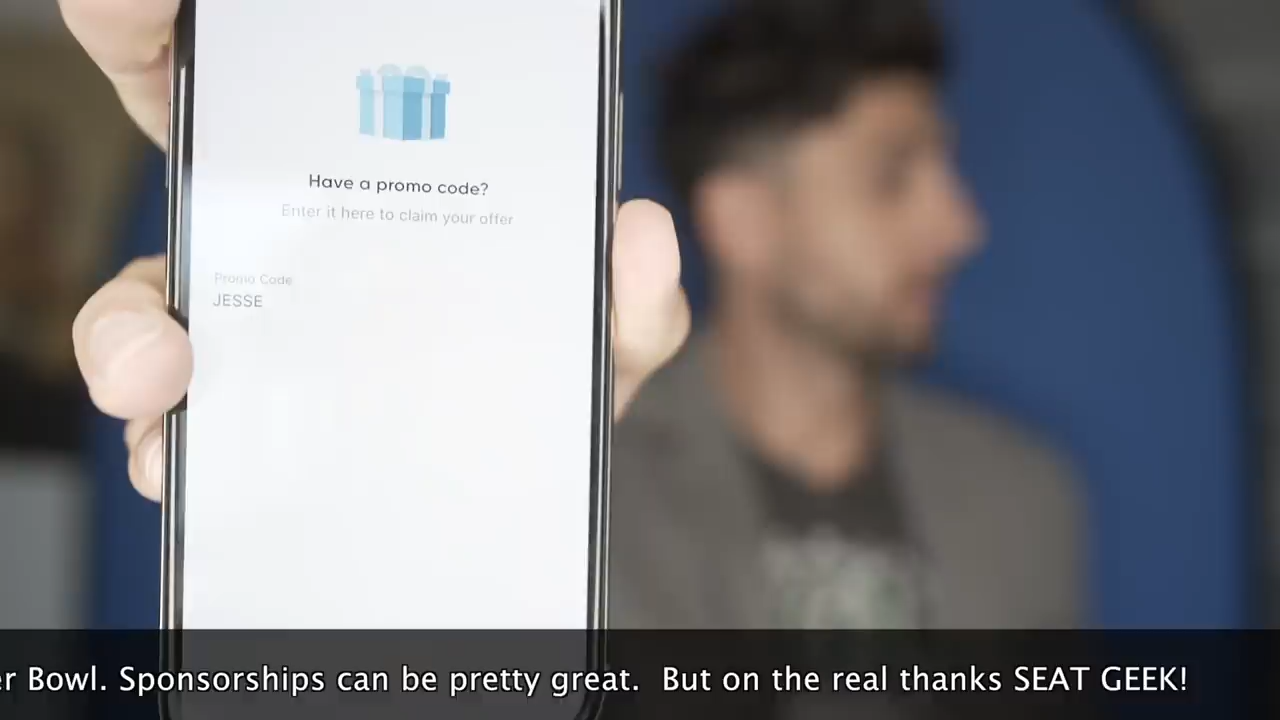 Have a promo code?
Enter it here to claim your offer
Promo Code
JESSE
er Bowl. Sponsorships can be pretty great.  But on the real thanks SEAT GEEK!